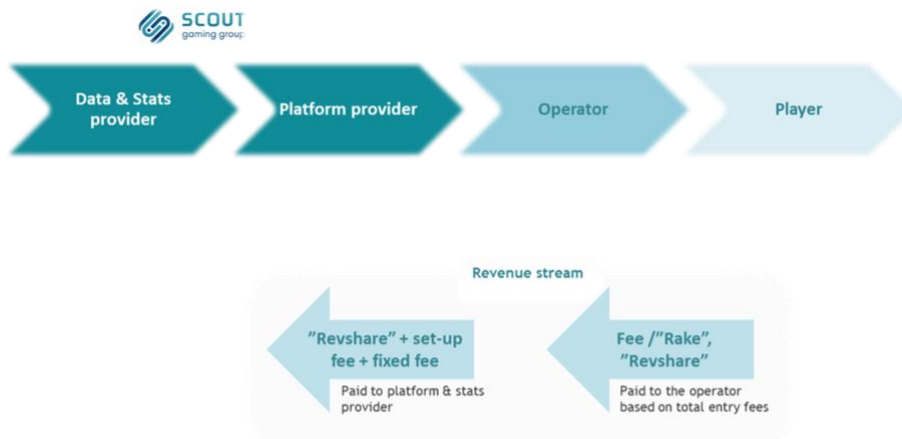 SCOUT
gaming group
Data & Stats
provider
Platform provider
Operator
Player
Revenue stream
”Revshare” + set-up
fee + fixed fee
Paid to platform & stats
provider
Fee /”Rake”,
”Revshare”
Paid to the operator
based on total entry fees